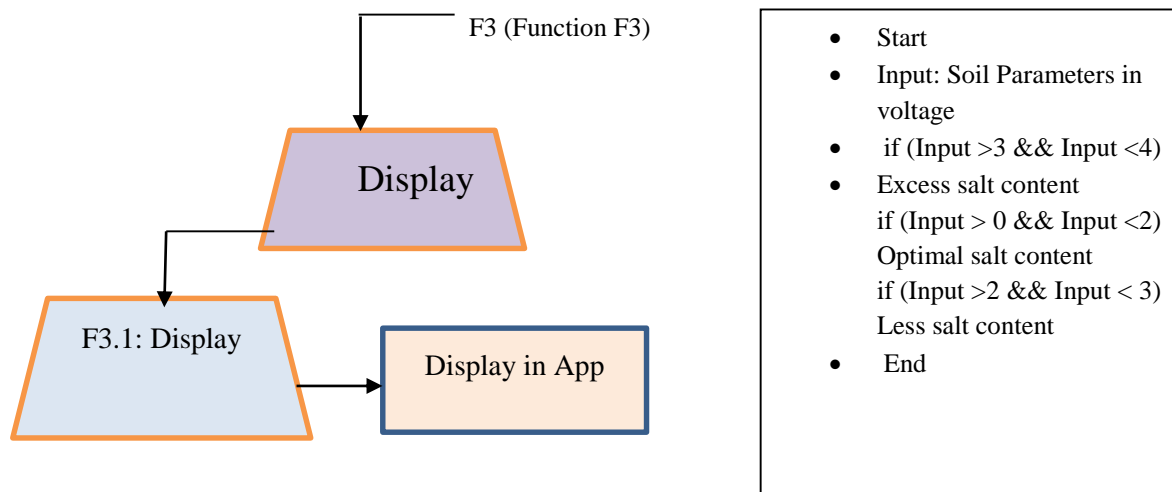 F3 (Function F3)
Display
F3.1: Display
Display in App
• Start
• Input: Soil Parameters in
voltage
• if (Input >3 && Input <4)
• Excess salt content
if (Input > 0 && Input <2)
Optimal salt content
if (Input >2 && Input < 3)
Less salt content
• End